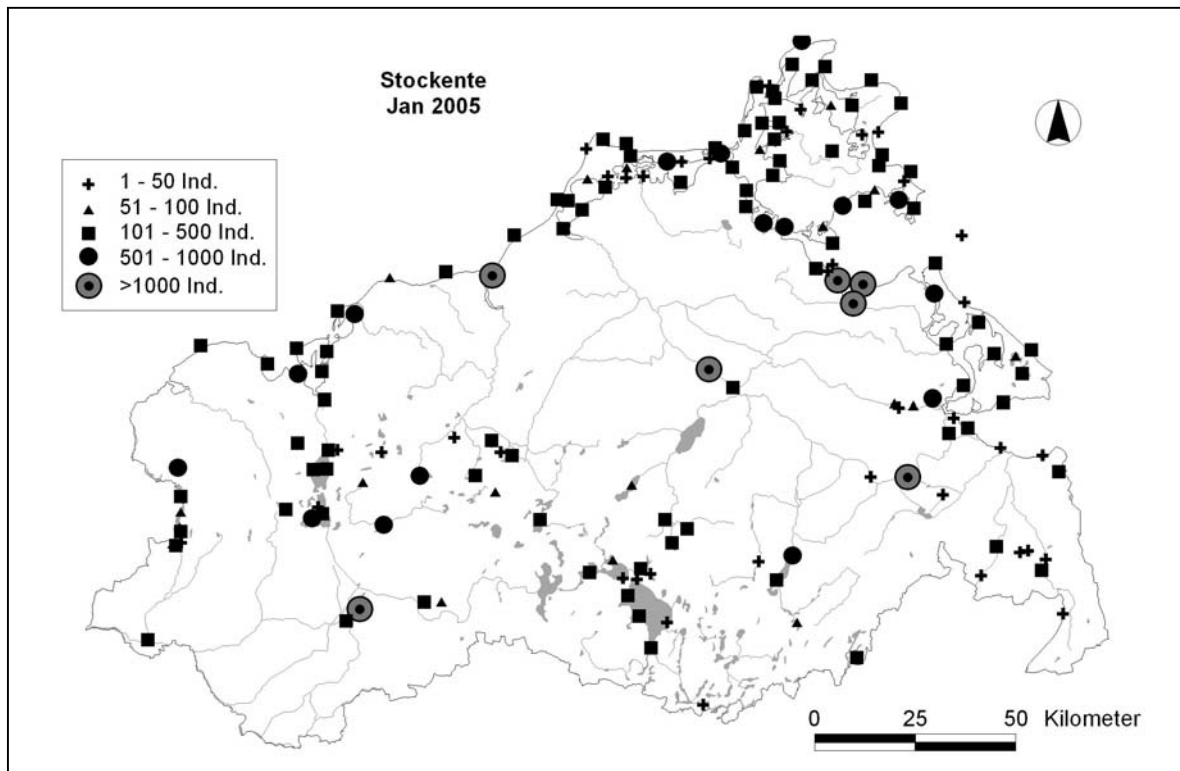 Stockente
Jan 2005
1 - 50 Ind.
51 - 100 Ind.
101 - 500 Ind.
501 - 1000 Ind.
>1000 Ind.
0 25 50 Kilometer